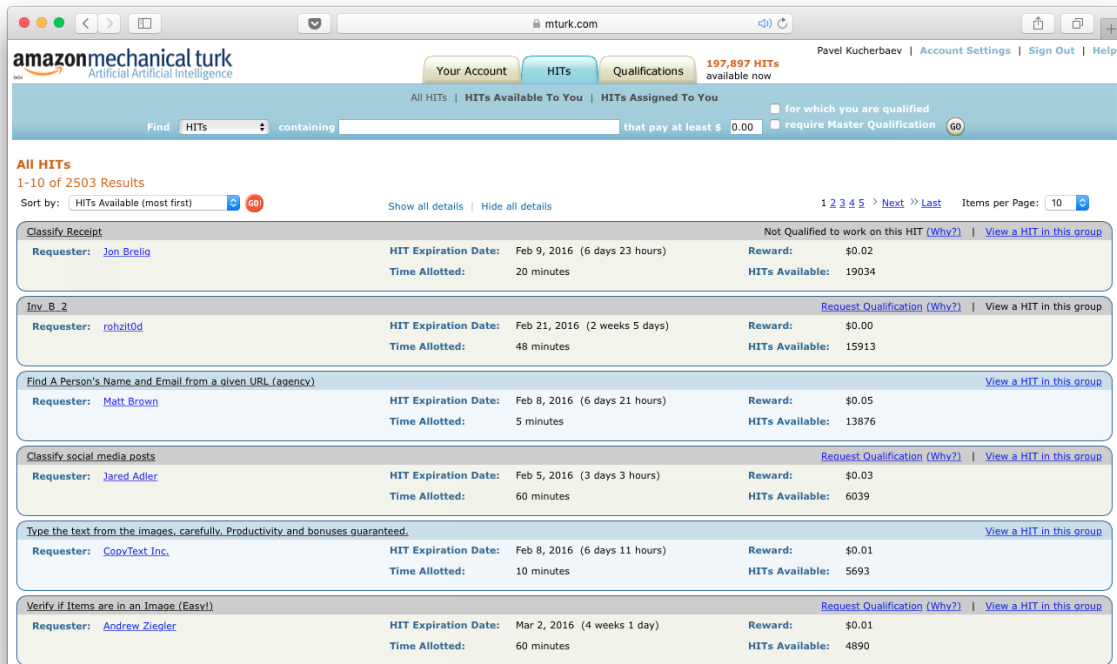 mturk.com
amazonmechanical turk
beta
Artificial Artificial Intelligence
Your Account
HITs
Qualifications
197,897 HITs
available now
Pavel Kucherbaev | Account Settings | Sign Out | Help
All HITs | HITs Available To You | HITs Assigned To You
Find HITs containing that pay at least $ 0.00
for which you are qualified
require Master Qualification
GO
All HITs
1-10 of 2503 Results
Sort by: HITs Available (most first) GO!
Show all details | Hide all details
1 2 3 4 5 > Next >> Last Items per Page: 10
Classify Receipt Not Qualified to work on this HIT (Why?) | View a HIT in this group
Requester: Jon Brelig HIT Expiration Date: Feb 9, 2016 (6 days 23 hours) Reward: $0.02
Time Allotted: 20 minutes HITs Available: 19034
Inv_B_2 Request Qualification (Why?) | View a HIT in this group
Requester: rohzit0d HIT Expiration Date: Feb 21, 2016 (2 weeks 5 days) Reward: $0.00
Time Allotted: 48 minutes HITs Available: 15913
Find A Person's Name and Email from a given URL (agency) View a HIT in this group
Requester: Matt Brown HIT Expiration Date: Feb 8, 2016 (6 days 21 hours) Reward: $0.05
Time Allotted: 5 minutes HITs Available: 13876
Classify social media posts Request Qualification (Why?) | View a HIT in this group
Requester: Jared Adler HIT Expiration Date: Feb 5, 2016 (3 days 3 hours) Reward: $0.03
Time Allotted: 60 minutes HITs Available: 6039
Type the text from the images, carefully. Productivity and bonuses guaranteed. View a HIT in this group
Requester: CopyText Inc. HIT Expiration Date: Feb 8, 2016 (6 days 11 hours) Reward: $0.01
Time Allotted: 10 minutes HITs Available: 5693
Verify if Items are in an Image (Easy!) Request Qualification (Why?) | View a HIT in this group
Requester: Andrew Ziegler HIT Expiration Date: Mar 2, 2016 (4 weeks 1 day) Reward: $0.01
Time Allotted: 60 minutes HITs Available: 4890